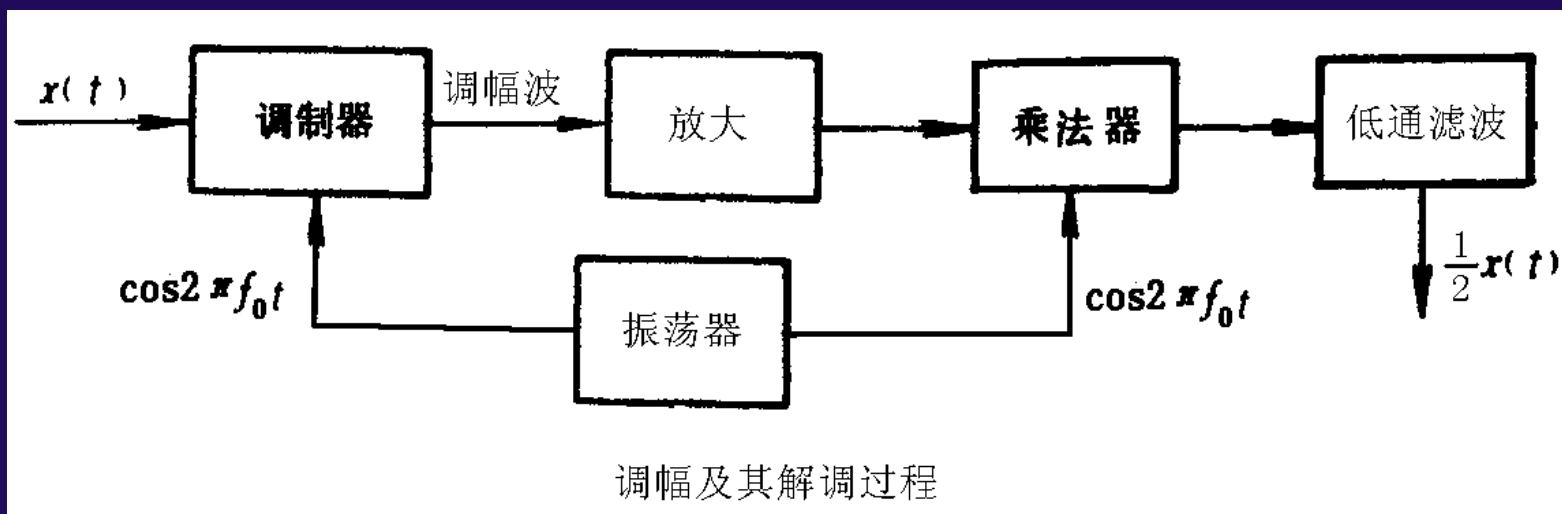 x(t)
调制器
调幅波
放大
乘法器
低通滤波
cos2πf₀t
振荡器
cos2πf₀t
½x(t)
调幅及其解调过程